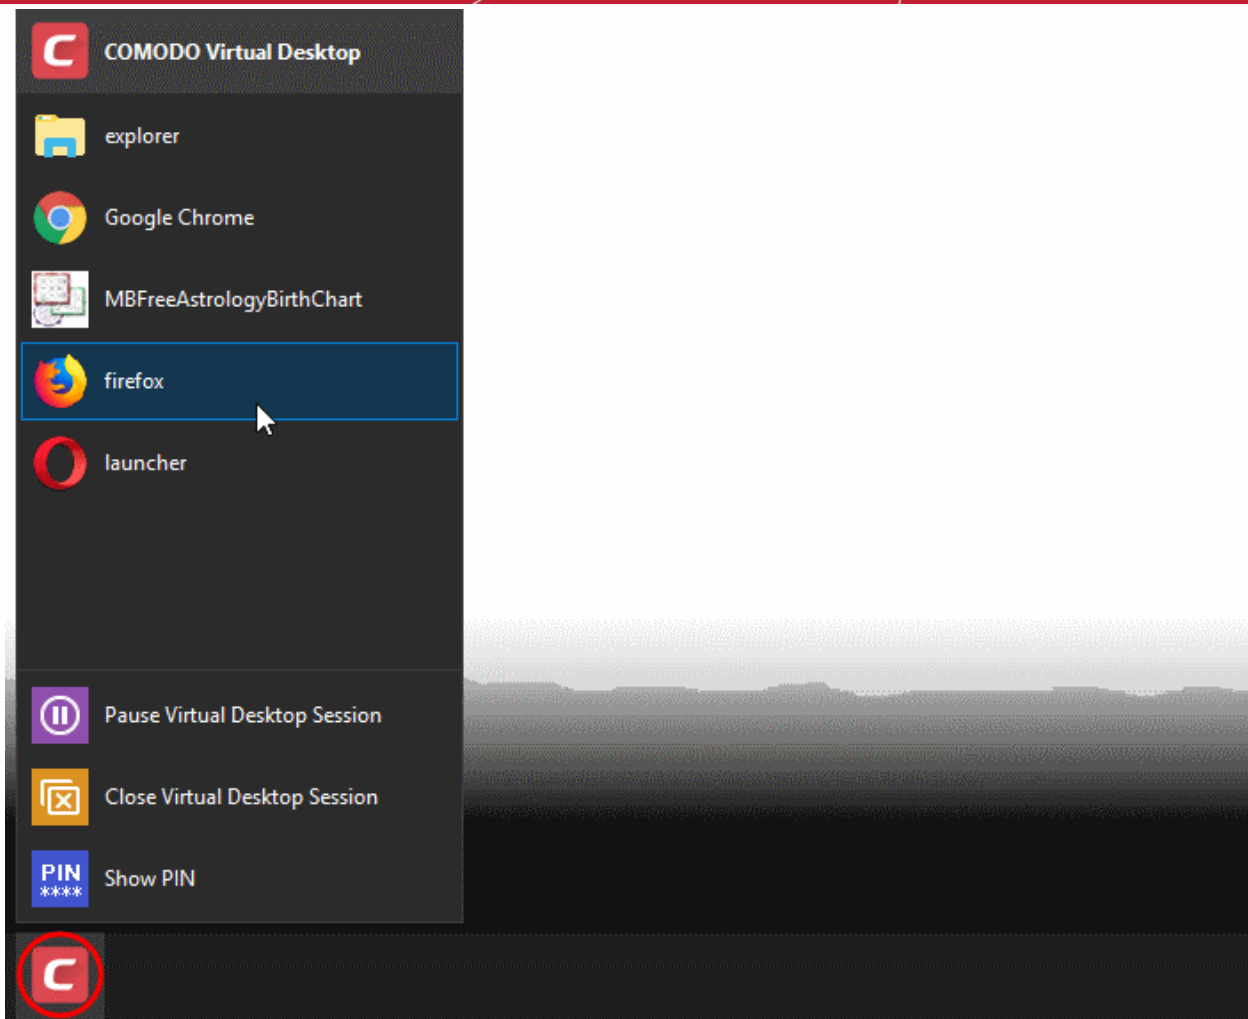 COMODO Virtual Desktop
explorer
Google Chrome
MBFreeAstrologyBirthChart
firefox
launcher
Pause Virtual Desktop Session
Close Virtual Desktop Session
PIN
****
Show PIN